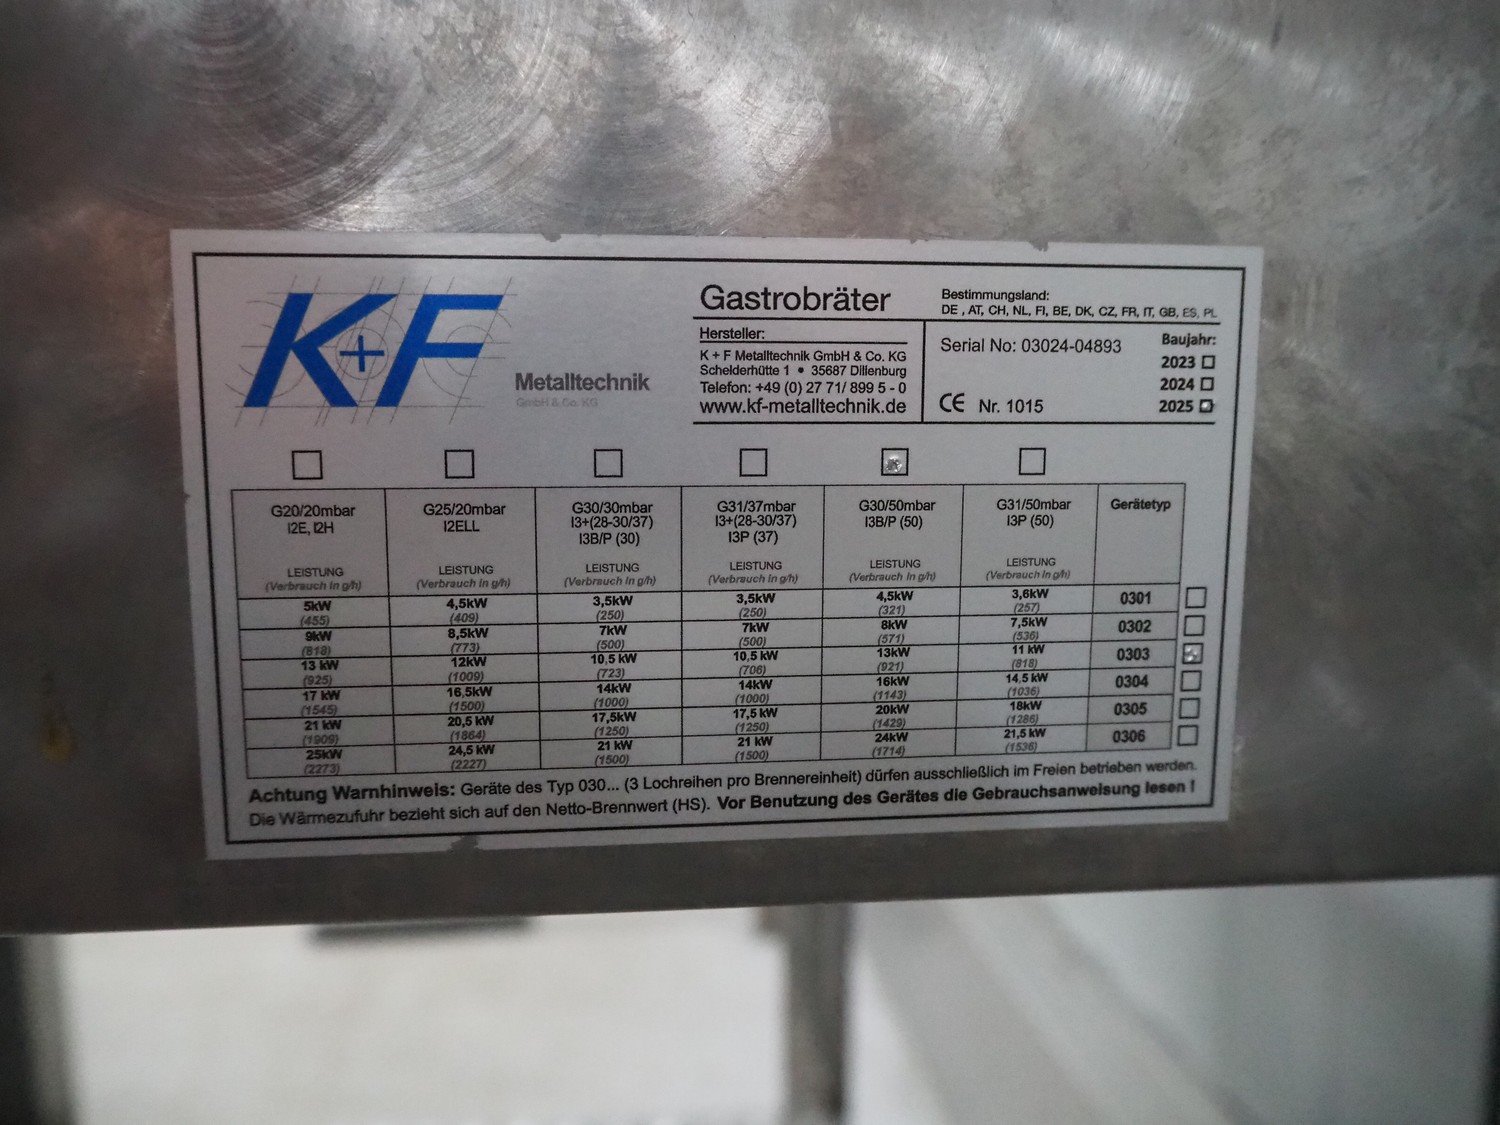 K+F
Metalltechnik
GmbH & Co. KG
Gastrobräter
Hersteller:
K + F Metalltechnik GmbH & Co. KG
Schelderhütte 1 • 35687 Dillenburg
Telefon: +49 (0) 27 71/ 899 5 - 0
www.kf-metalltechnik.de
Bestimmungsland:
DE , AT, CH, NL, FI, BE, DK, CZ, FR, IT, GB, ES, PL
Serial No: 03024-04893
CE Nr. 1015
Baujahr:
2023
2024
2025
G20/20mbar G25/20mbar G30/30mbar G31/37mbar G30/50mbar G31/50mbar Gerätetyp
I2E, I2H I2ELL I3+(28-30/37) I3+(28-30/37) I3B/P (50) I3P (50)
I3B/P (30) I3P (37)
LEISTUNG LEISTUNG LEISTUNG LEISTUNG LEISTUNG LEISTUNG
(Verbrauch in g/h) (Verbrauch in g/h) (Verbrauch in g/h) (Verbrauch in g/h) (Verbrauch in g/h) (Verbrauch in g/h)
5kW 4,5kW 3,5kW 3,5kW 4,5kW 3,6kW 0301
(455) (409) (250) (250) (321) (257)
9kW 8,5kW 7kW 7kW 8kW 7,5kW 0302
(818) (773) (500) (500) (571) (536)
13 kW 12kW 10,5 kW 10,5 kW 13kW 11 kW 0303
(925) (1009) (723) (706) (921) (818)
17 kW 16,5kW 14kW 14kW 16kW 14,5 kW 0304
(1545) (1500) (1000) (1000) (1143) (1036)
21 kW 20,5 kW 17,5kW 17,5 kW 20kW 18kW 0305
(1909) (1864) (1250) (1250) (1429) (1286)
25kW 24,5 kW 21 kW 21 kW 24kW 21,5 kW 0306
(2273) (2227) (1500) (1500) (1714) (1536)
Achtung Warnhinweis: Geräte des Typ 030... (3 Lochreihen pro Brennereinheit) dürfen ausschließlich im Freien betrieben werden.
Die Wärmezufuhr bezieht sich auf den Netto-Brennwert (HS). Vor Benutzung des Gerätes die Gebrauchsanweisung lesen !